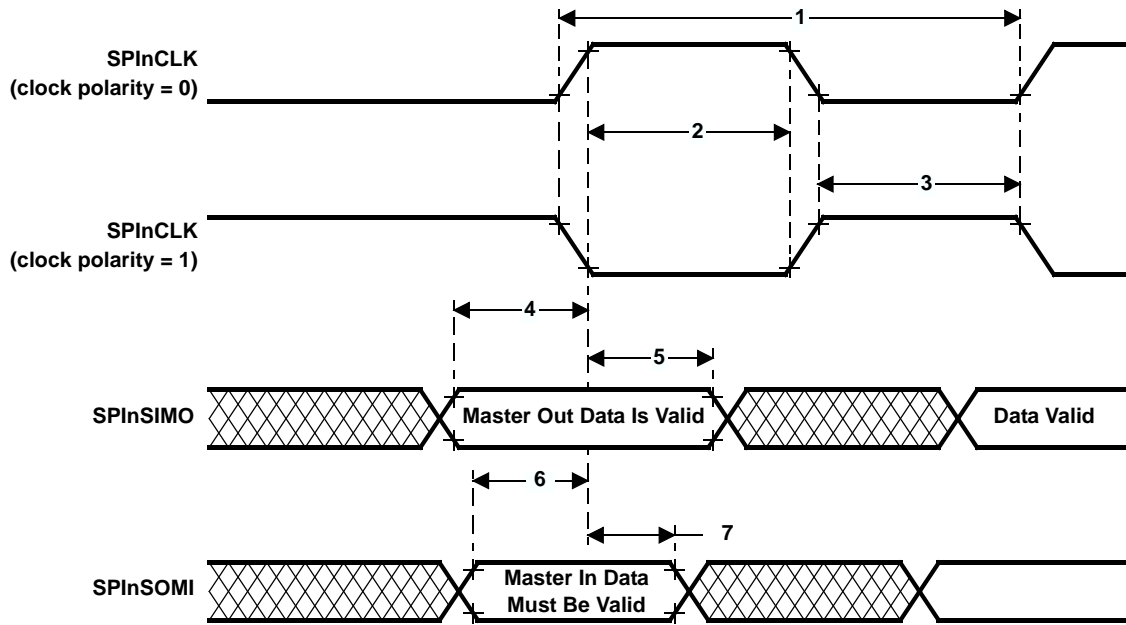 1
SPInCLK
(clock polarity = 0)
2
3
SPInCLK
(clock polarity = 1)
4
5
SPInSIMO
Master Out Data Is Valid
Data Valid
6
7
SPInSOMI
Master In Data
Must Be Valid